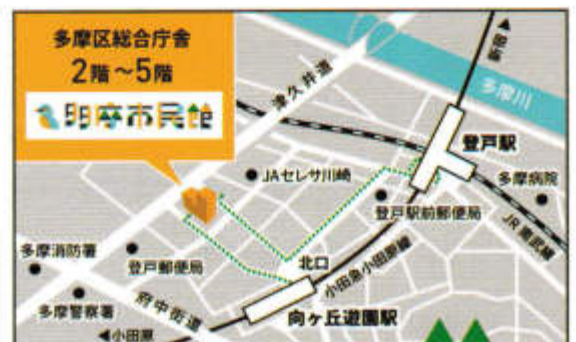 多摩区総合庁舎
2階～5階
多摩市民館
津久井道
新宿▶
多摩川
登戸駅
JAセレサ川崎
多摩病院
登戸駅前郵便局
JR南武線
多摩消防署
登戸郵便局
北口
小田急小田原線
多摩警察署
府中街道
向ヶ丘遊園駅
◀小田原